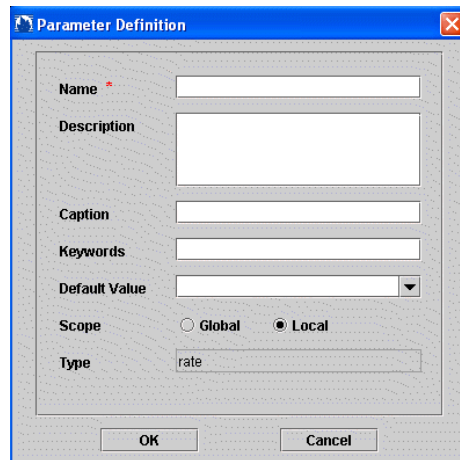 Parameter Definition
Name *
Description
Caption
Keywords
Default Value
Scope Global Local
Type rate
OK Cancel